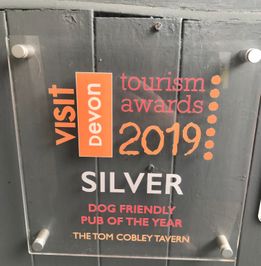 VISIT
DEVON
tourism
awards
2019
SILVER
DOG FRIENDLY
PUB OF THE YEAR
THE TOM COBLEY TAVERN